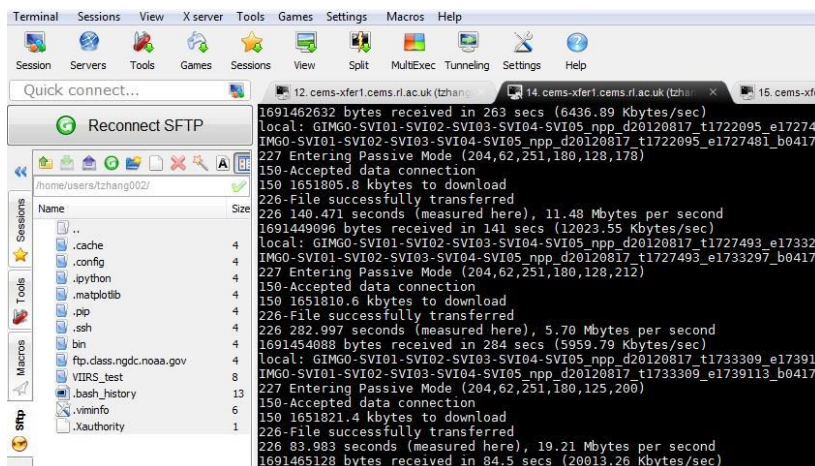 Terminal Sessions View X server Tools Games Settings Macros Help
Session Servers Tools Games Sessions View Split MultiExec Tunneling Settings Help
Quick connect...
12. cems-xfer1.cems.rl.ac.uk (tzhang
14. cems-xfer1.cems.rl.ac.uk (tzha
15. cems-xf
Reconnect SFTP
/home/users/tzhang002/
Name Size
..
.cache 4
.config 4
.ipython 4
.matplotlib 4
.pip 4
.ssh 4
bin 4
ftp.class.ngdc.noaa.gov 4
VIIRS_test 8
.bash_history 13
.viminfo 6
.Xauthority 1
Sessions
Tools
Macros
sftp
1691462632 bytes received in 263 secs (6436.89 Kbytes/sec)
local: GIMGO-SVI01-SVI02-SVI03-SVI04-SVI05_npp_d20120817_t1722095_e17274
IMGO-SVI01-SVI02-SVI03-SVI04-SVI05_npp_d20120817_t1722095_e1727481_b0417
227 Entering Passive Mode (204,62,251,180,128,178)
150-Accepted data connection
150 1651805.8 kbytes to download
226-File successfully transferred
226 140.471 seconds (measured here), 11.48 Mbytes per second
1691449096 bytes received in 141 secs (12023.55 Kbytes/sec)
local: GIMGO-SVI01-SVI02-SVI03-SVI04-SVI05_npp_d20120817_t1727493_e17332
IMGO-SVI01-SVI02-SVI03-SVI04-SVI05_npp_d20120817_t1727493_e1733297_b0417
227 Entering Passive Mode (204,62,251,180,128,212)
150-Accepted data connection
150 1651810.6 kbytes to download
226-File successfully transferred
226 282.997 seconds (measured here), 5.70 Mbytes per second
1691454088 bytes received in 284 secs (5959.79 Kbytes/sec)
local: GIMGO-SVI01-SVI02-SVI03-SVI04-SVI05_npp_d20120817_t1733309_e17391
IMGO-SVI01-SVI02-SVI03-SVI04-SVI05_npp_d20120817_t1733309_e1739113_b0417
227 Entering Passive Mode (204,62,251,180,125,200)
150-Accepted data connection
150 1651821.4 kbytes to download
226-File successfully transferred
226 83.983 seconds (measured here), 19.21 Mbytes per second
1691465128 bytes received in 84.5 secs (20013.26 Kbytes/sec)